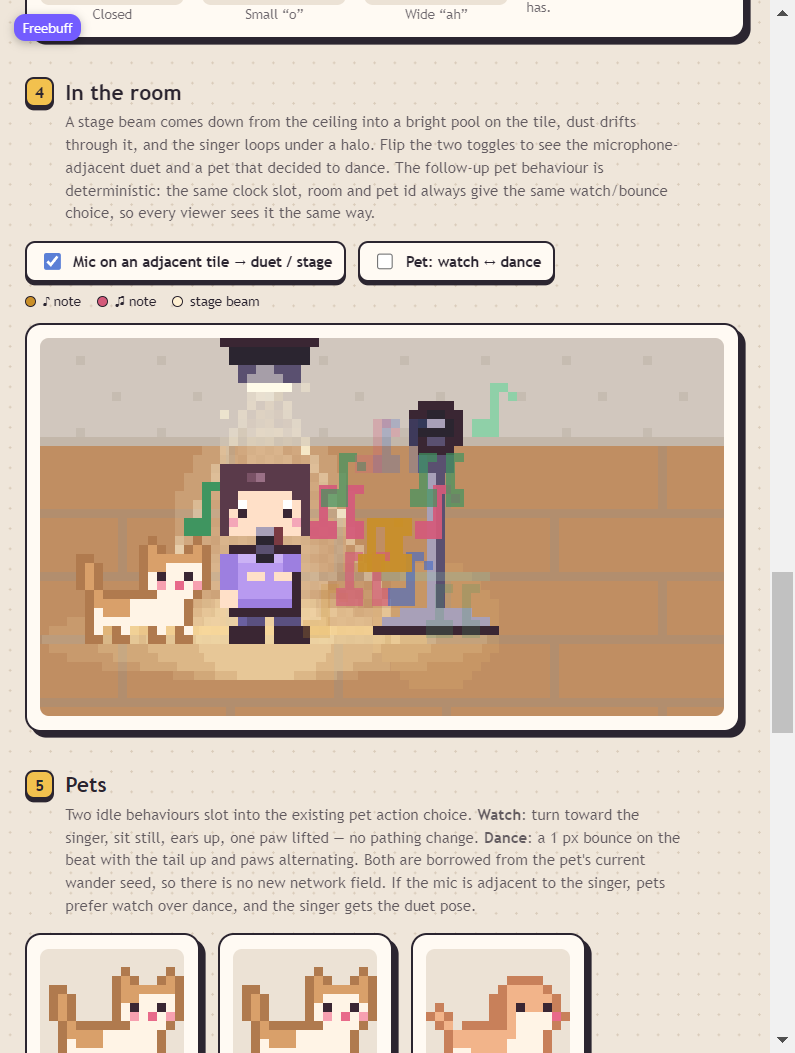 Closed
Small “o”
Wide “ah”
has.
Freebuff
4
In the room
A stage beam comes down from the ceiling into a bright pool on the tile, dust drifts
through it, and the singer loops under a halo. Flip the two toggles to see the microphone-
adjacent duet and a pet that decided to dance. The follow-up pet behaviour is
deterministic: the same clock slot, room and pet id always give the same watch/bounce
choice, so every viewer sees it the same way.
Mic on an adjacent tile → duet / stage
Pet: watch ↔ dance
♪ note
♫ note
stage beam
5
Pets
Two idle behaviours slot into the existing pet action choice. Watch: turn toward the
singer, sit still, ears up, one paw lifted — no pathing change. Dance: a 1 px bounce on the
beat with the tail up and paws alternating. Both are borrowed from the pet's current
wander seed, so there is no new network field. If the mic is adjacent to the singer, pets
prefer watch over dance, and the singer gets the duet pose.